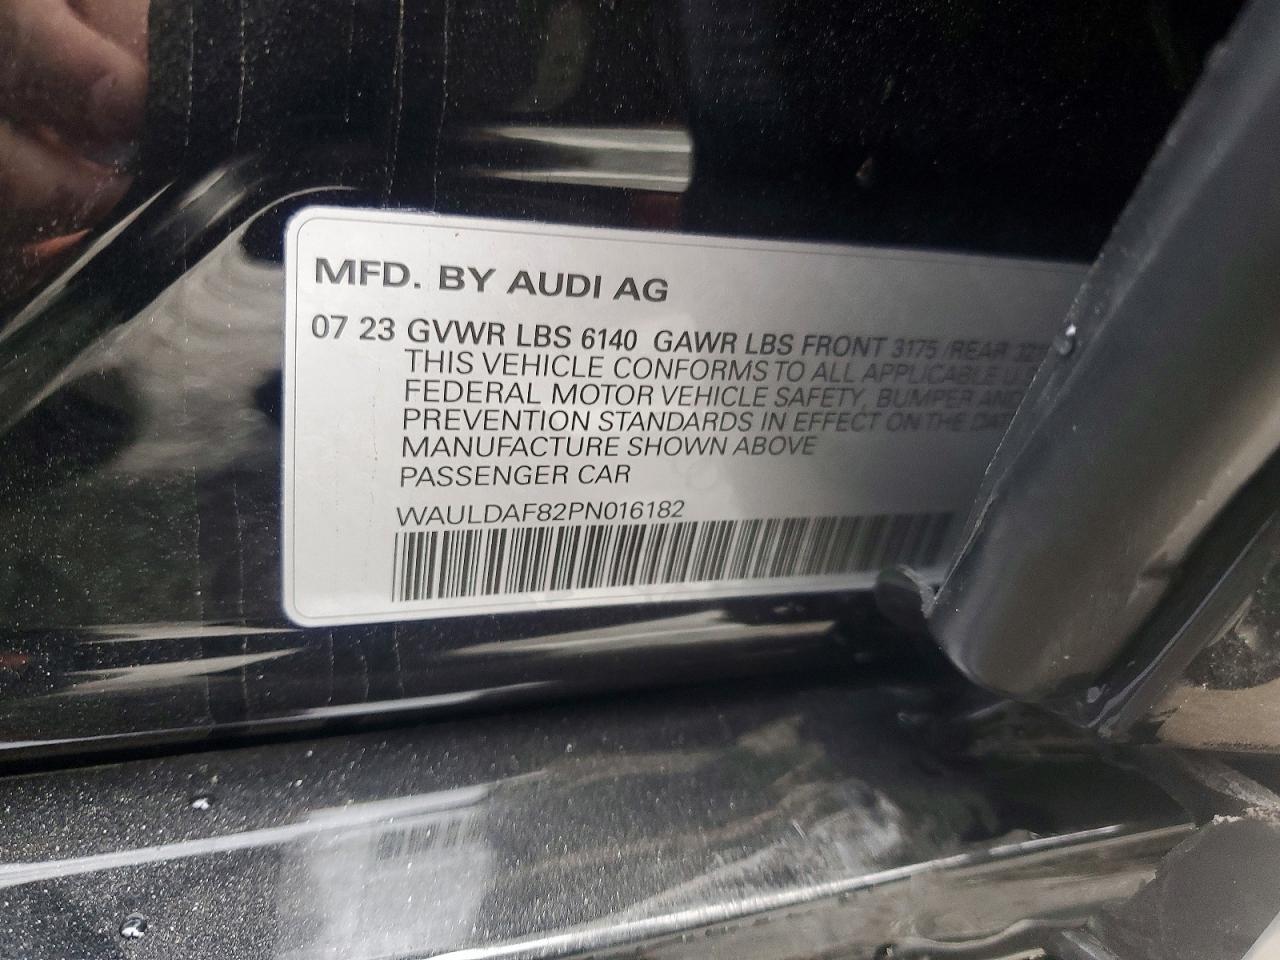 MFD. BY AUDI AG
07 23 GVWR LBS 6140 GAWR LBS FRONT 3175 /REAR
THIS VEHICLE CONFORMS TO ALL APPLICABLE
FEDERAL MOTOR VEHICLE SAFETY, BUMPER AND
PREVENTION STANDARDS IN EFFECT ON THE
MANUFACTURE SHOWN ABOVE
PASSENGER CAR
WAULDAF82PN016182